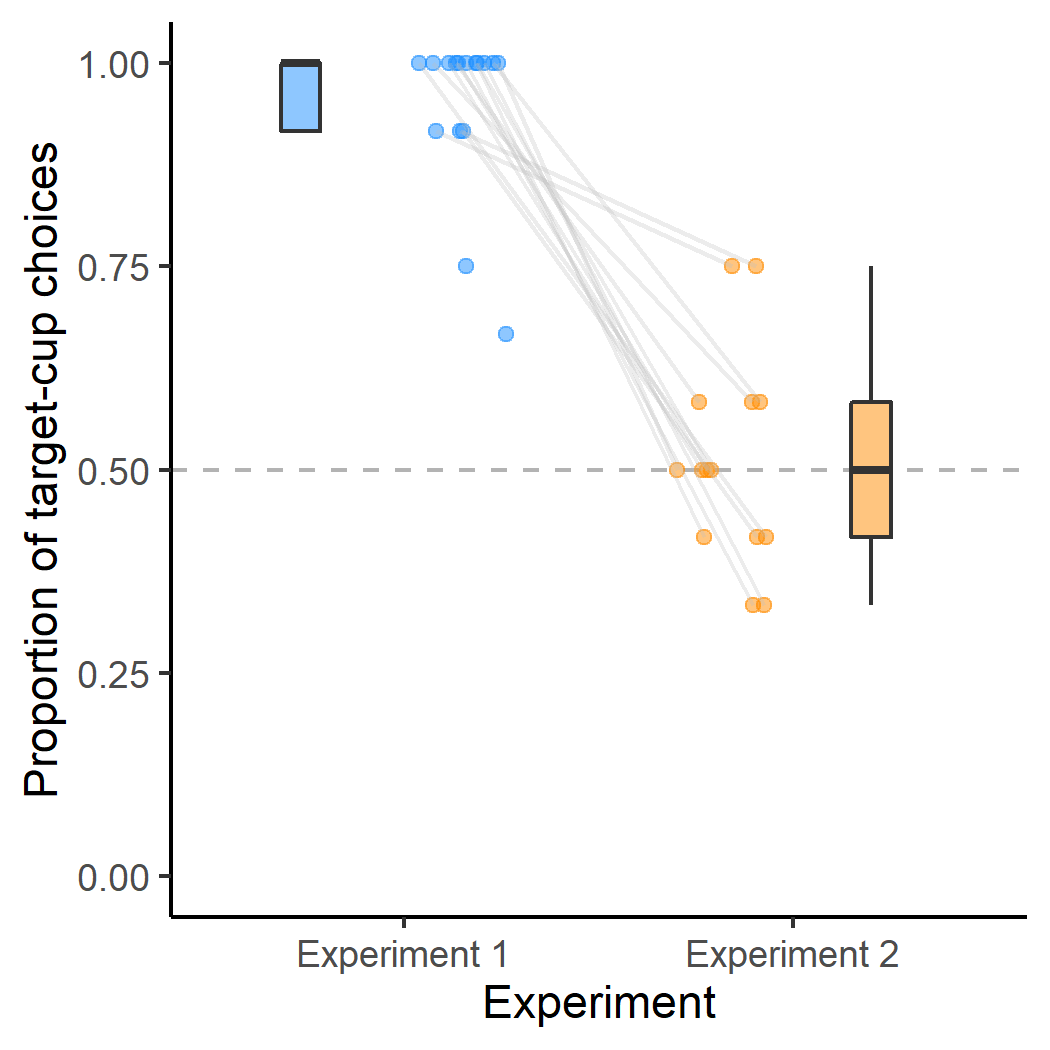 Proportion of target-cup choices
1.00
0.75
0.50
0.25
0.00
Experiment 1
Experiment 2
Experiment